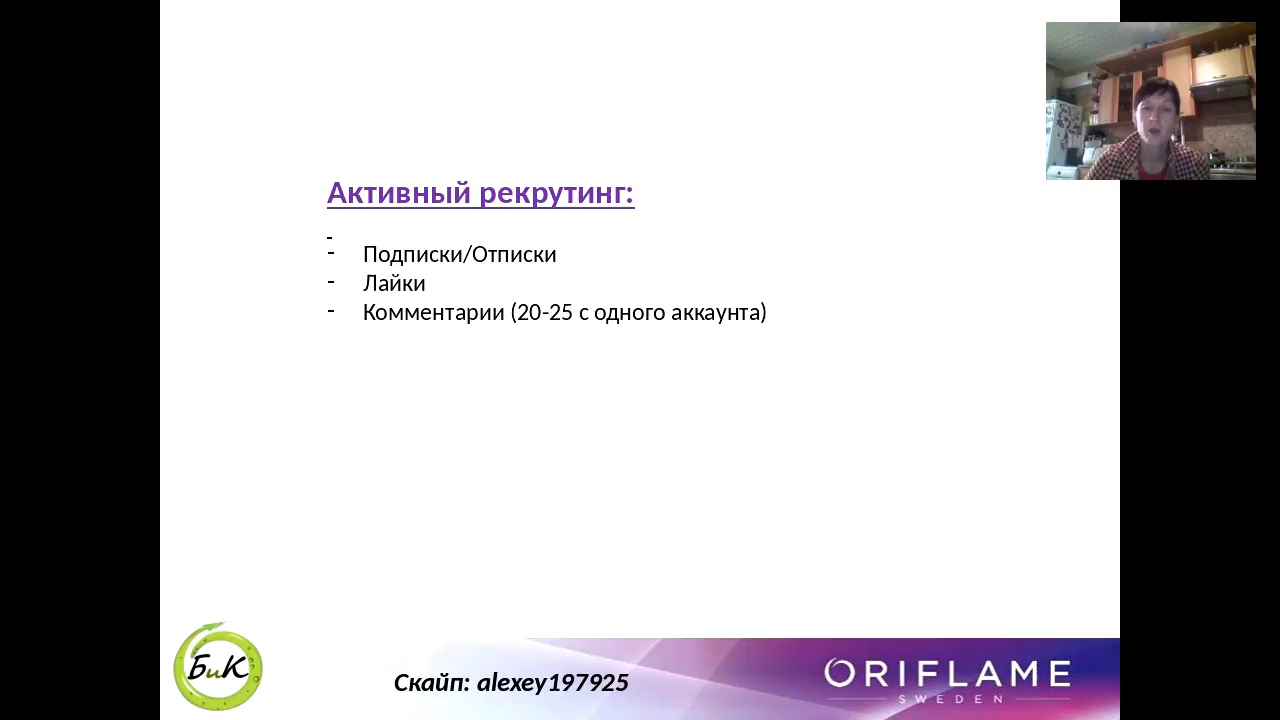 Активный рекрутинг:
-
- Подписки/Отписки
- Лайки
- Комментарии (20-25 с одного аккаунта)
БиК
Скайп: alexey197925
ORIFLAME
SWEDEN